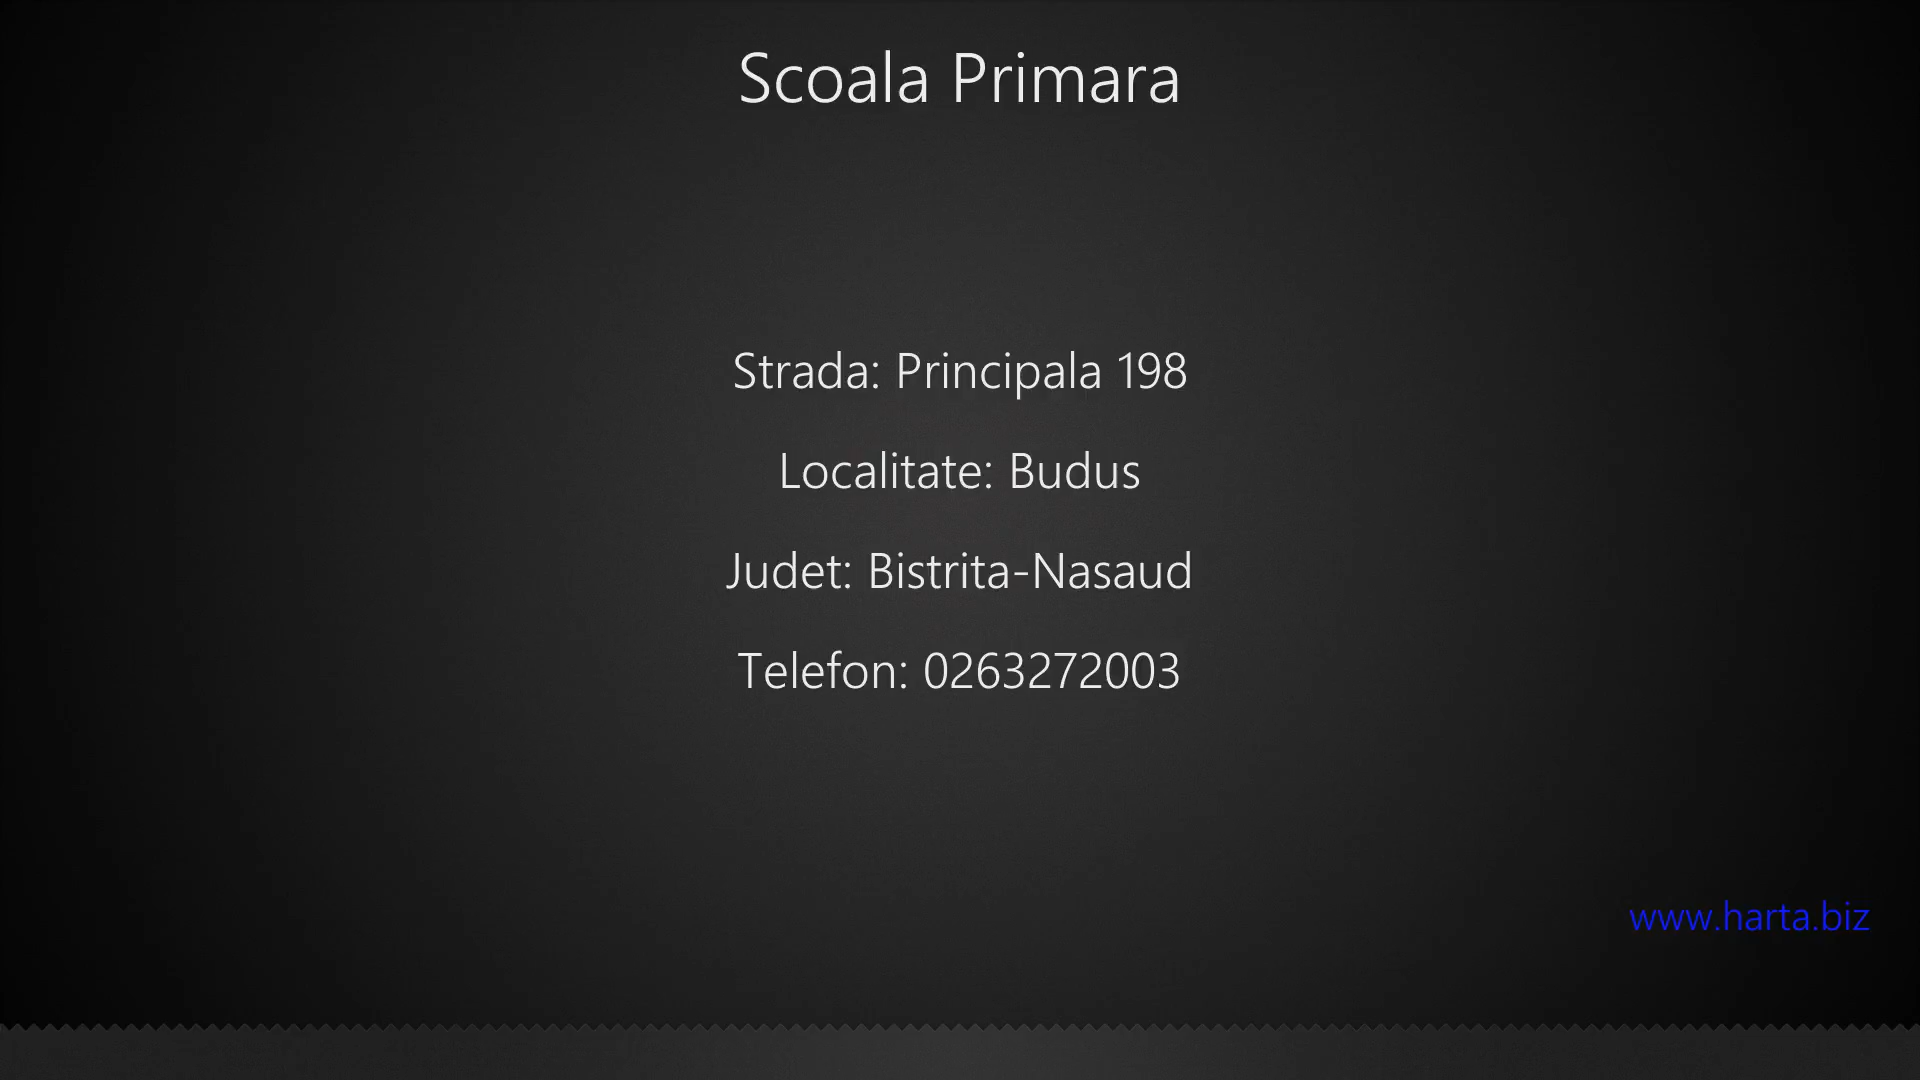 Scoala Primara
Strada: Principala 198
Localitate: Budus
Judet: Bistrita-Nasaud
Telefon: 0263272003
www.harta.biz